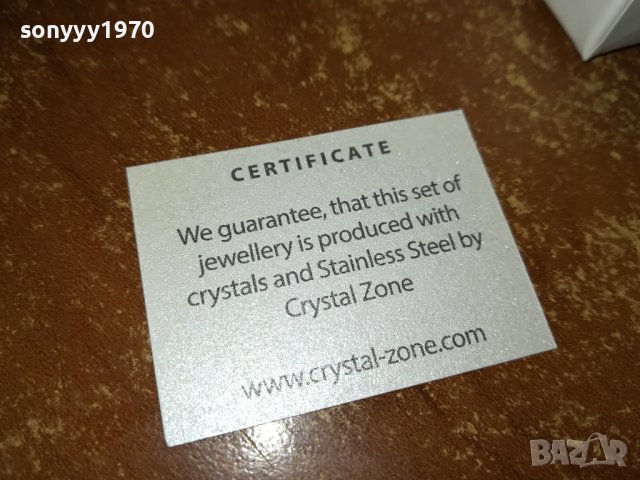 sonyyy1970
CERTIFICATE
We guarantee, that this set of
jewellery is produced with
crystals and Stainless Steel by
Crystal Zone
www.crystal-zone.com
BAZAR